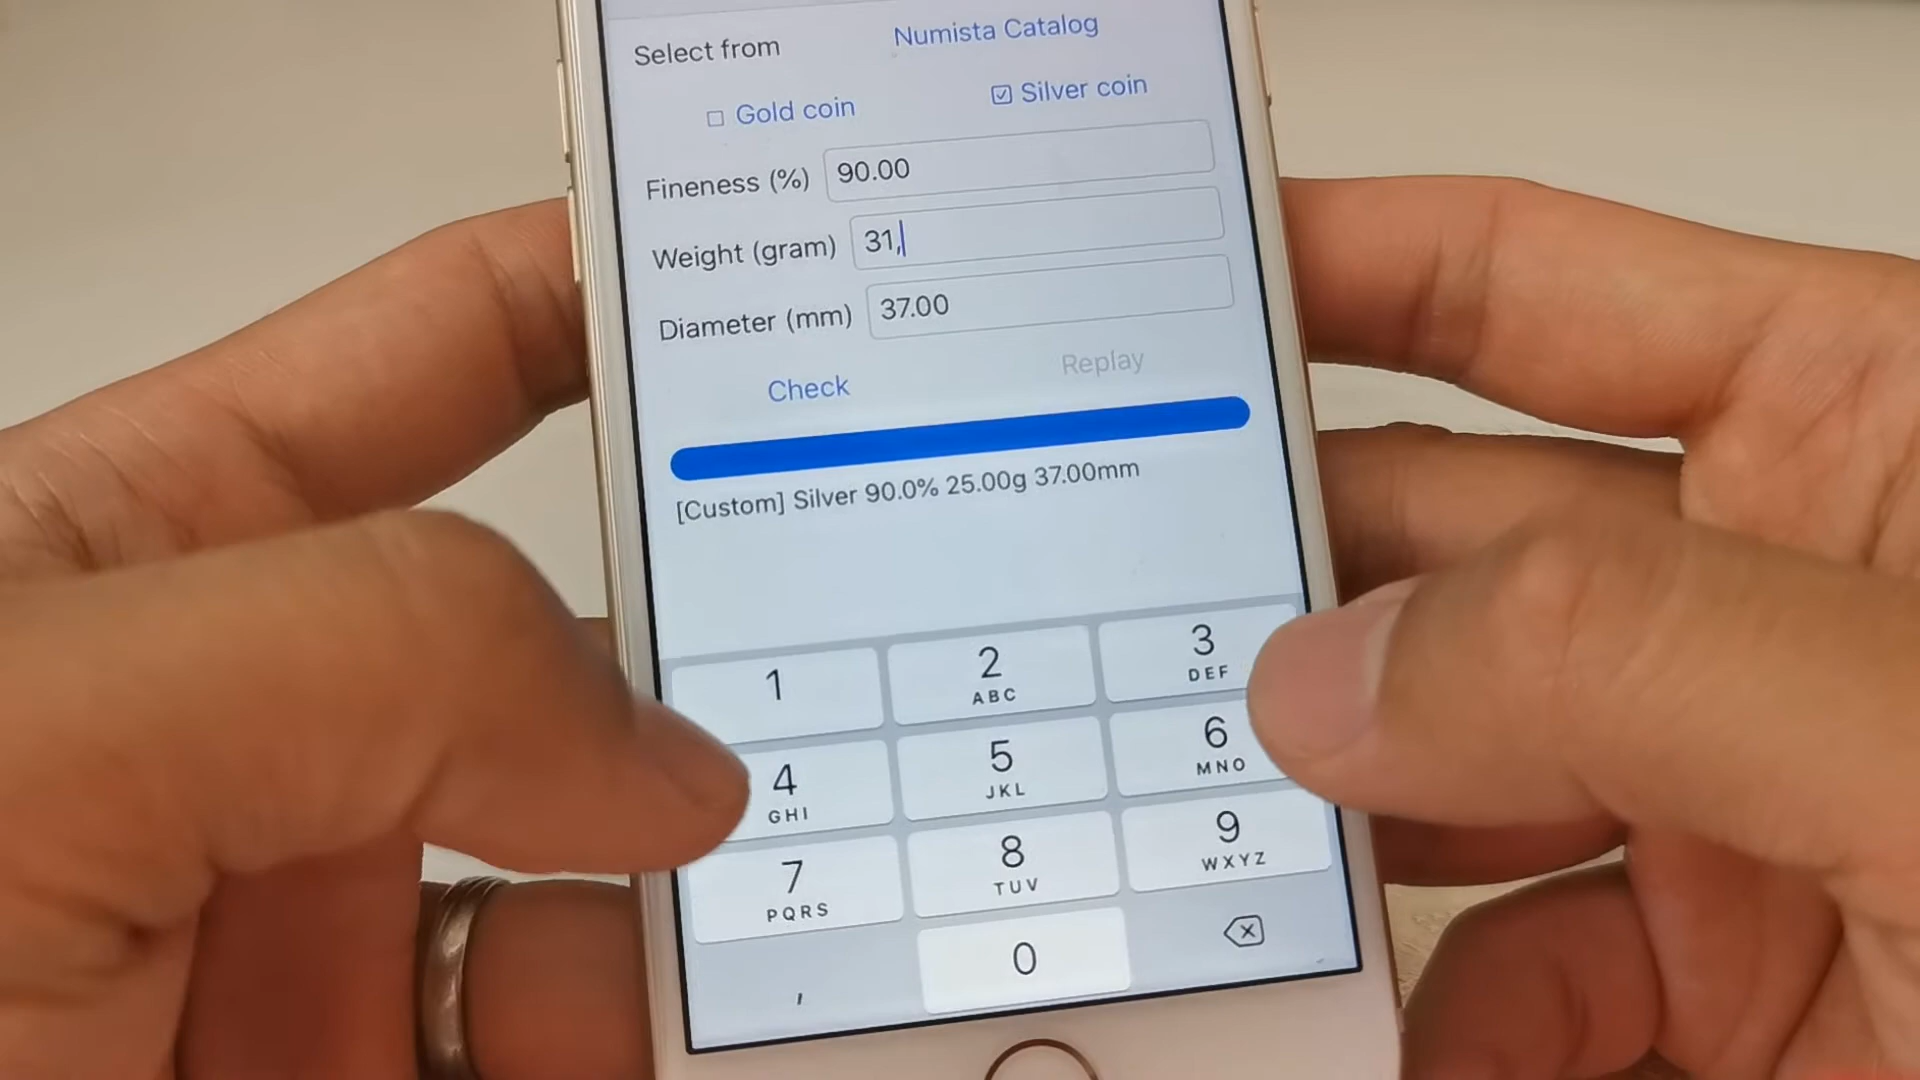 Select from Numista Catalog
Gold coin Silver coin
Fineness (%) 90.00
Weight (gram) 31,
Diameter (mm) 37.00
Check Replay
[Custom] Silver 90.0% 25.00g 37.00mm
1 2 3
ABC DEF
4 5 6
GHI JKL MNO
7 8 9
PQRS TUV WXYZ
, 0